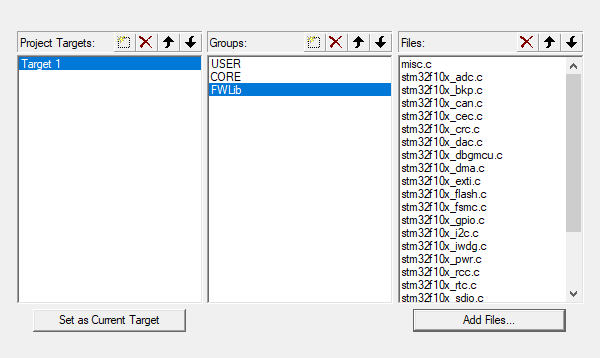 Project Targets:
Groups:
Files:
Target 1
USER
CORE
FWLib
misc.c
stm32f10x_adc.c
stm32f10x_bkp.c
stm32f10x_can.c
stm32f10x_cec.c
stm32f10x_crc.c
stm32f10x_dac.c
stm32f10x_dbgmcu.c
stm32f10x_dma.c
stm32f10x_exti.c
stm32f10x_flash.c
stm32f10x_fsmc.c
stm32f10x_gpio.c
stm32f10x_i2c.c
stm32f10x_iwdg.c
stm32f10x_pwr.c
stm32f10x_rcc.c
stm32f10x_rtc.c
stm32f10x_sdio.c
Set as Current Target
Add Files...